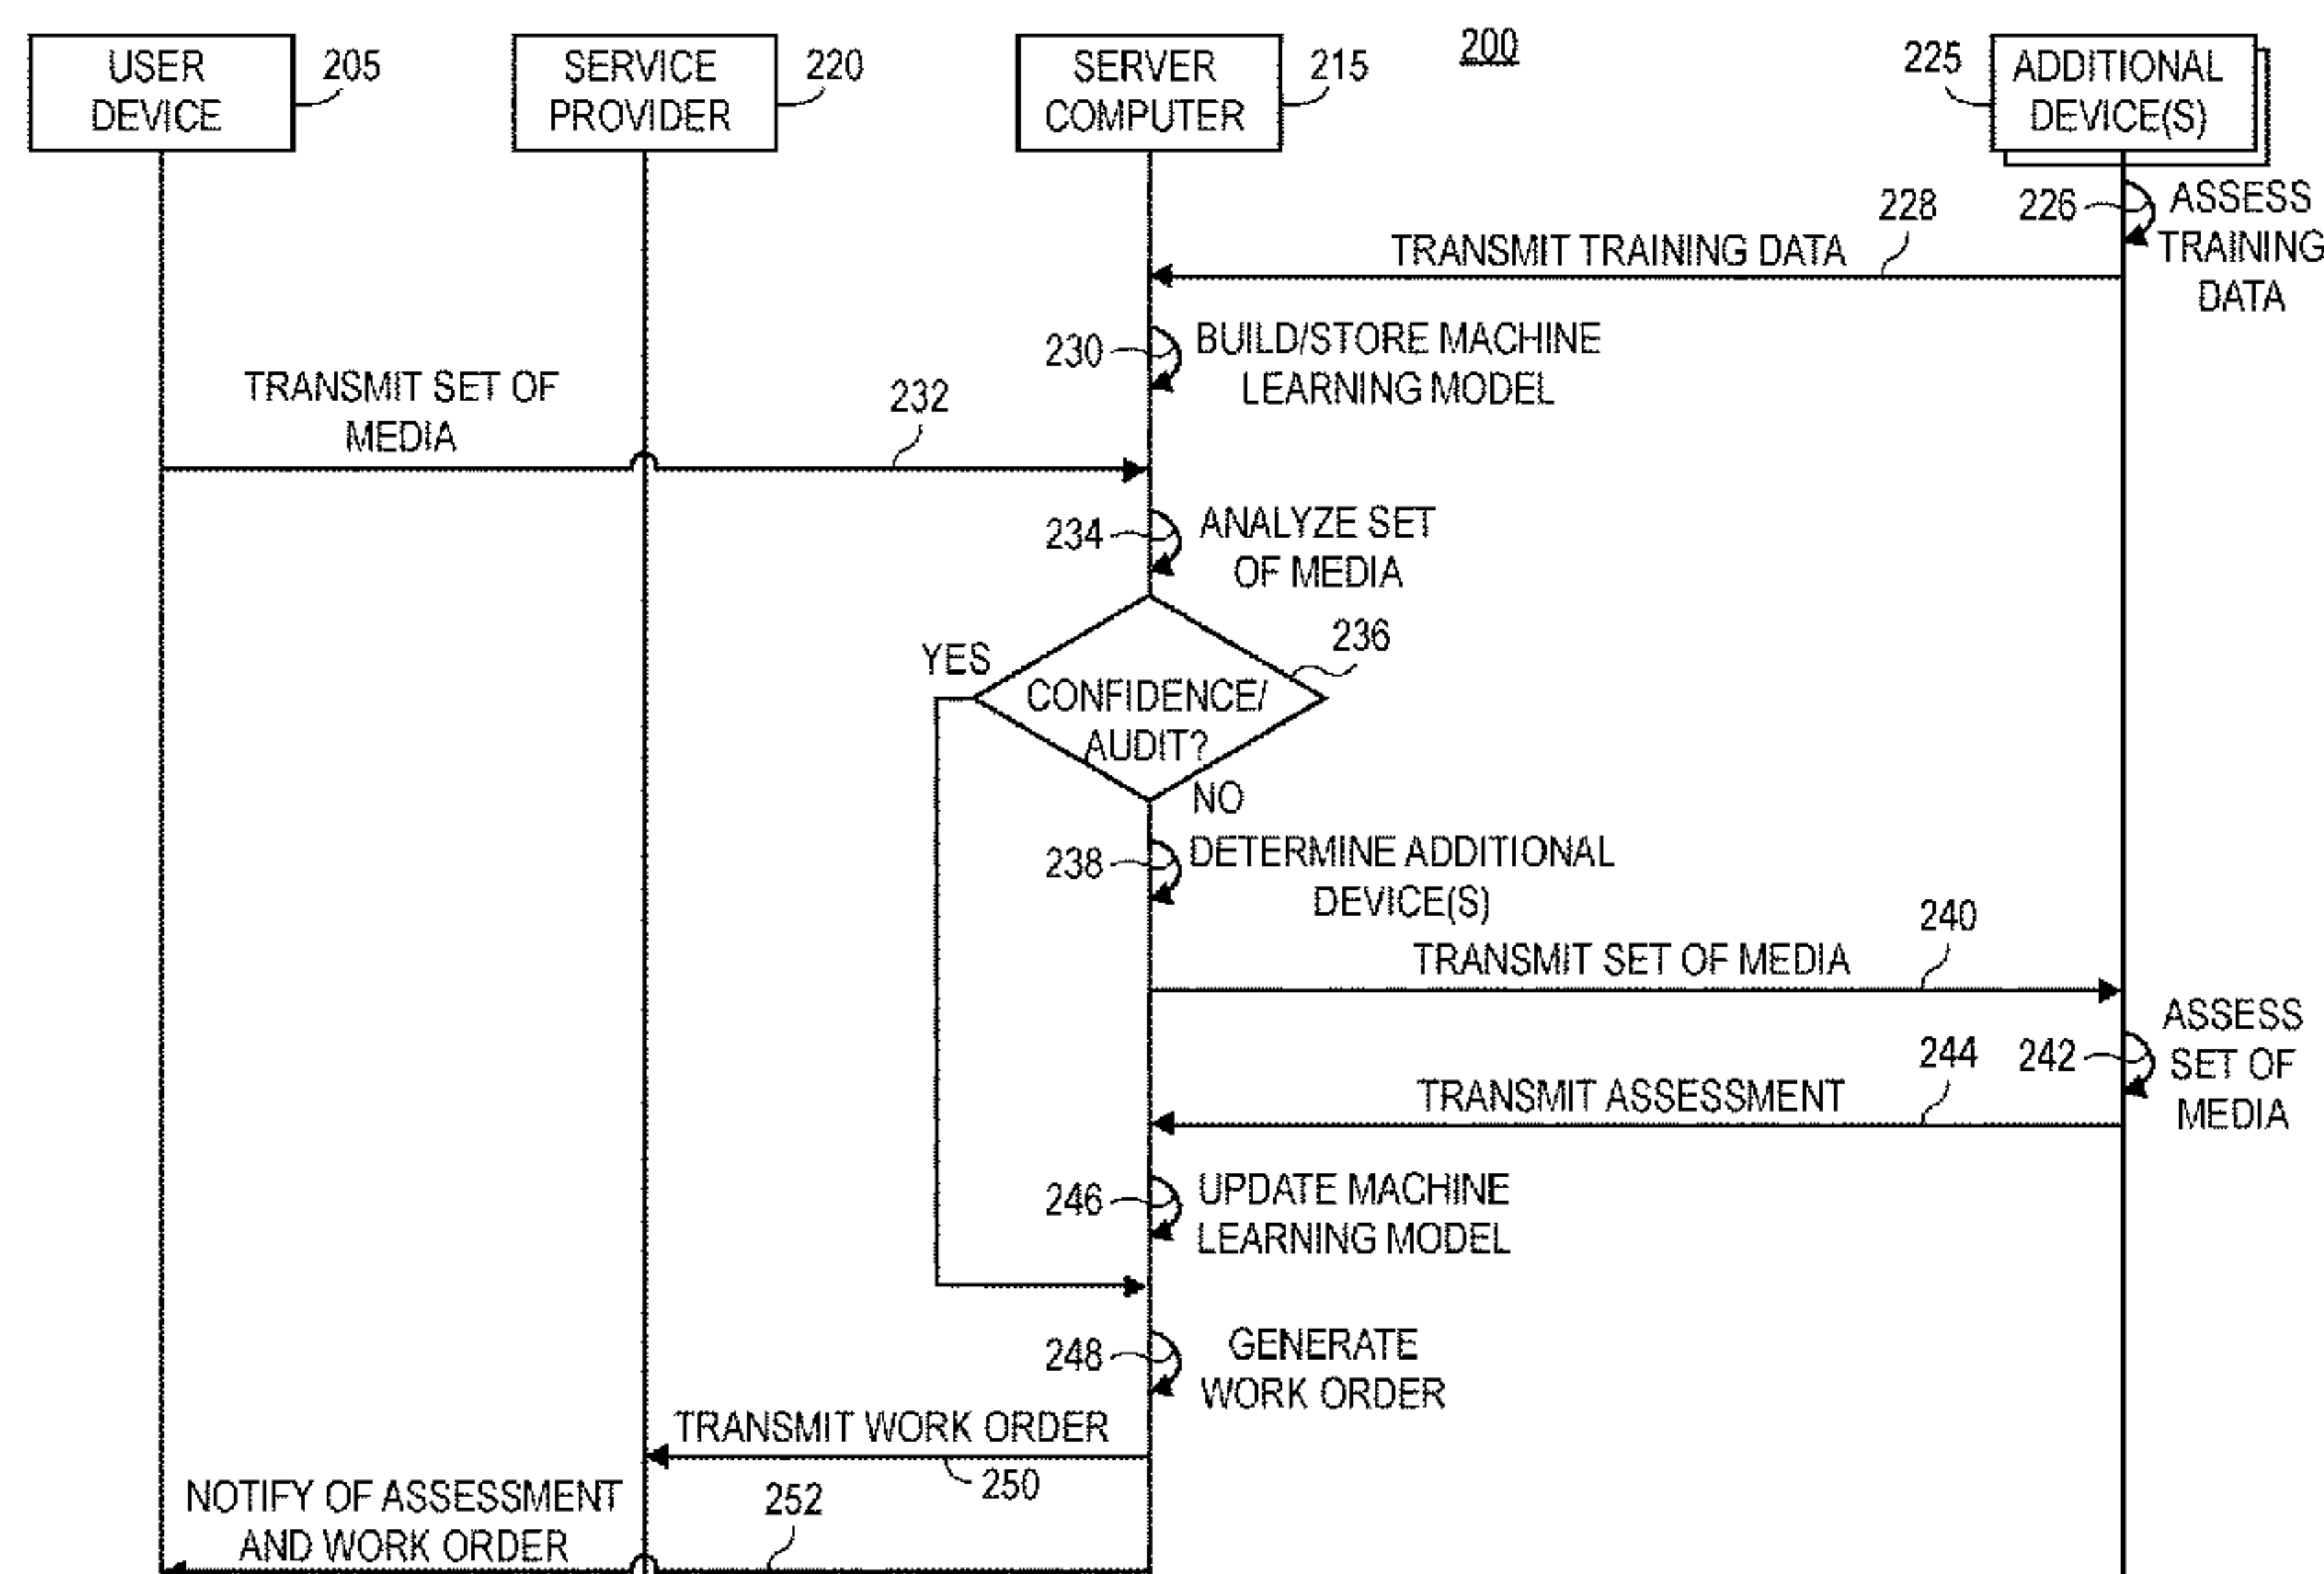 200
USER
DEVICE
205
SERVICE
PROVIDER
220
SERVER
COMPUTER
215
225
ADDITIONAL
DEVICE(S)
226
ASSESS
TRAINING
DATA
TRANSMIT TRAINING DATA
228
230
BUILD/STORE MACHINE
LEARNING MODEL
TRANSMIT SET OF
MEDIA
232
234
ANALYZE SET
OF MEDIA
236
YES
CONFIDENCE/
AUDIT?
NO
238
DETERMINE ADDITIONAL
DEVICE(S)
240
TRANSMIT SET OF MEDIA
242
ASSESS
SET OF
MEDIA
244
TRANSMIT ASSESSMENT
246
UPDATE MACHINE
LEARNING MODEL
248
GENERATE
WORK ORDER
TRANSMIT WORK ORDER
250
NOTIFY OF ASSESSMENT
AND WORK ORDER
252